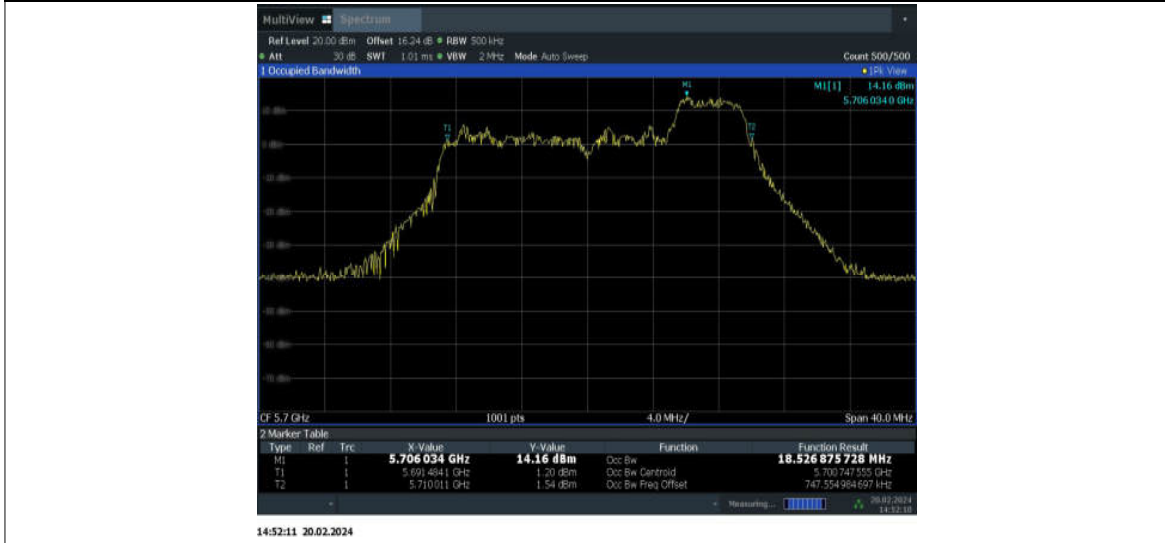 MultiView Spectrum
Ref Level 20.00 dBm Offset 16.24 dB RBW 500 kHz
Att 30 dB SWT 1.01 ms VBW 2 MHz Mode Auto Sweep Count 500/500
1 Occupied Bandwidth 1Pk View
M1[1] 14.16 dBm
5.706 0340 GHz
M1
T1
T2
CF 5.7 GHz 1001 pts 4.0 MHz/ Span 40.0 MHz
2 Marker Table
Type Ref Trc X-Value Y-Value Function Function Result
M1 1 5.706 034 GHz 14.16 dBm Occ Bw 18.526 875 728 MHz
T1 1 5.691 4841 GHz 1.20 dBm Occ Bw Centroid 5.700 747 555 GHz
T2 1 5.710 011 GHz 1.54 dBm Occ Bw Freq Offset 747.554 984 697 kHz
Measuring... 20.02.2024
14:52:10
14:52:11 20.02.2024